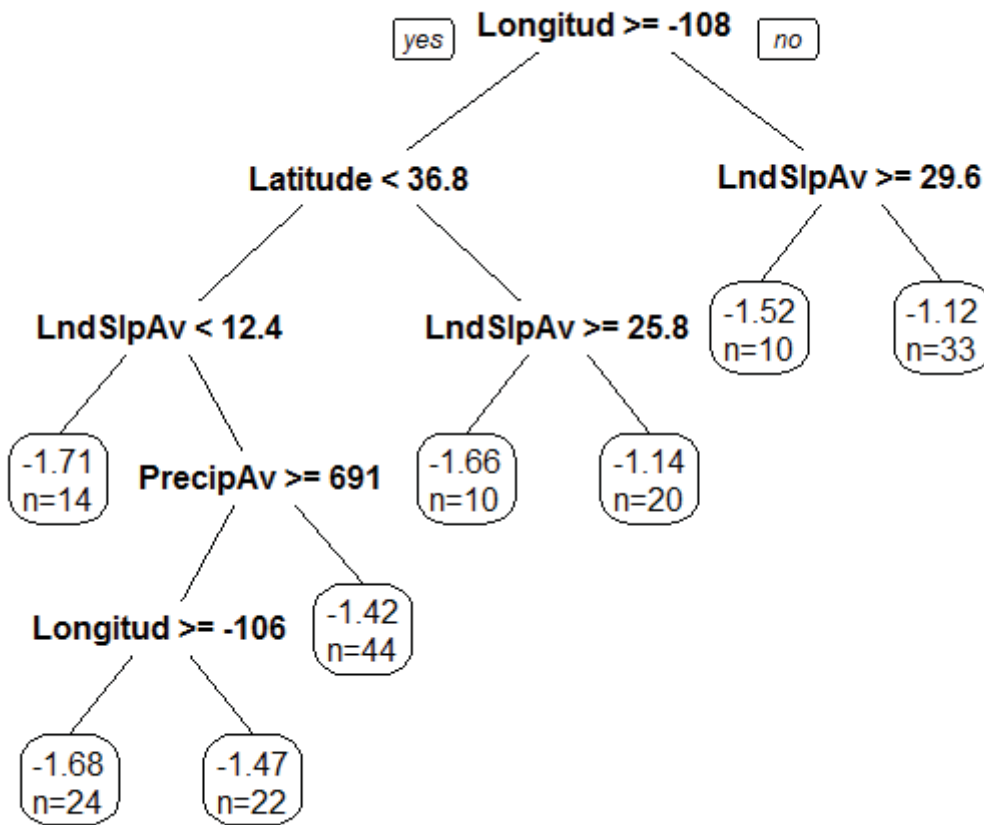 yes
Longitud >= -108
no
Latitude < 36.8
LndSlpAv >= 29.6
LndSlpAv < 12.4
LndSlpAv >= 25.8
-1.52
n=10
-1.12
n=33
-1.71
n=14
PrecipAv >= 691
-1.66
n=10
-1.14
n=20
Longitud >= -106
-1.42
n=44
-1.68
n=24
-1.47
n=22